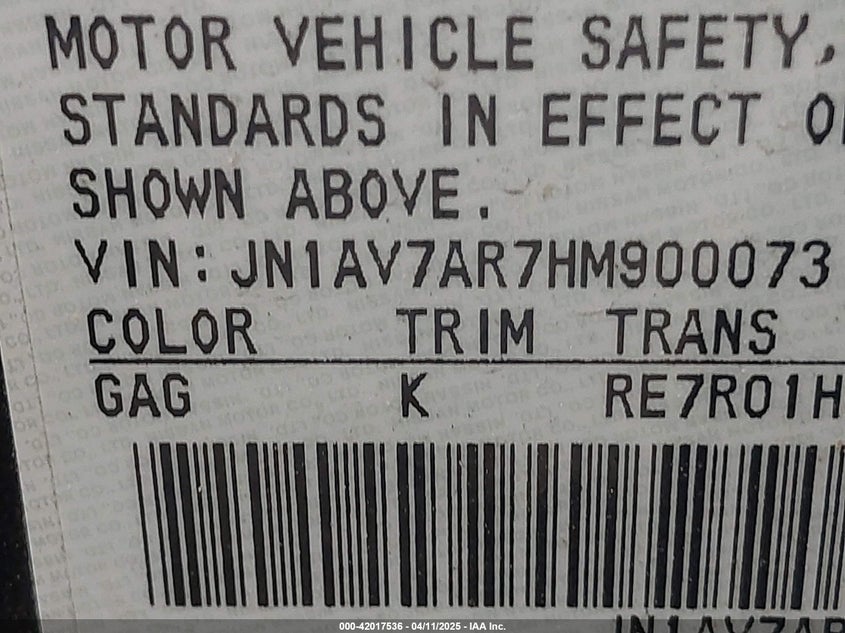 MOTOR VEHICLE SAFETY,
STANDARDS IN EFFECT O
SHOWN ABOVE.
VIN: JN1AV7AR7HM900073
COLOR TRIM TRANS
GAG K RE7R01H
JN1AV7AR
000-42017536 - 04/11/2025 - IAA Inc.